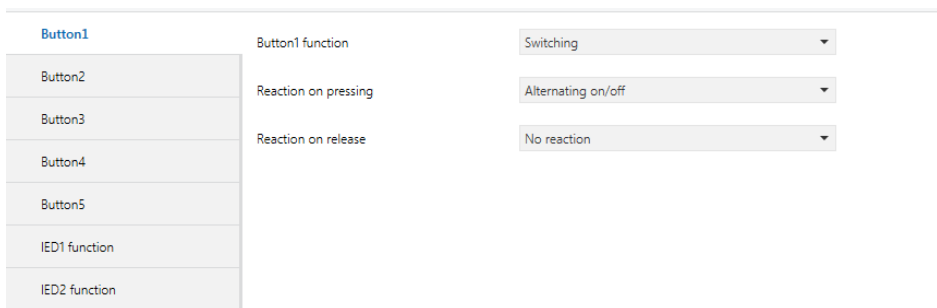 Button1
Button1 function
Switching
Button2
Reaction on pressing
Alternating on/off
Button3
Reaction on release
No reaction
Button4
Button5
IED1 function
IED2 function